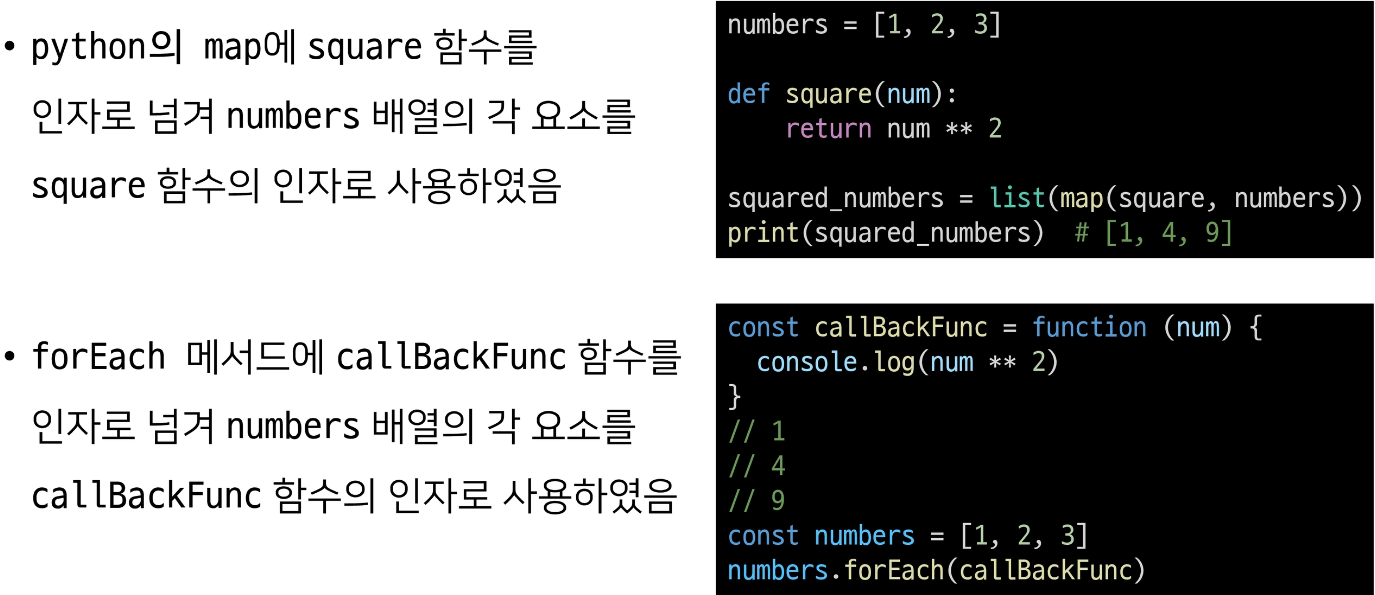 • python의 map에 square 함수를
인자로 넘겨 numbers 배열의 각 요소를
square 함수의 인자로 사용하였음
numbers = [1, 2, 3]

def square(num):
    return num ** 2

squared_numbers = list(map(square, numbers))
print(squared_numbers)  # [1, 4, 9]

• forEach 메서드에 callBackFunc 함수를
인자로 넘겨 numbers 배열의 각 요소를
callBackFunc 함수의 인자로 사용하였음
const callBackFunc = function (num) {
  console.log(num ** 2)
}
// 1
// 4
// 9
const numbers = [1, 2, 3]
numbers.forEach(callBackFunc)